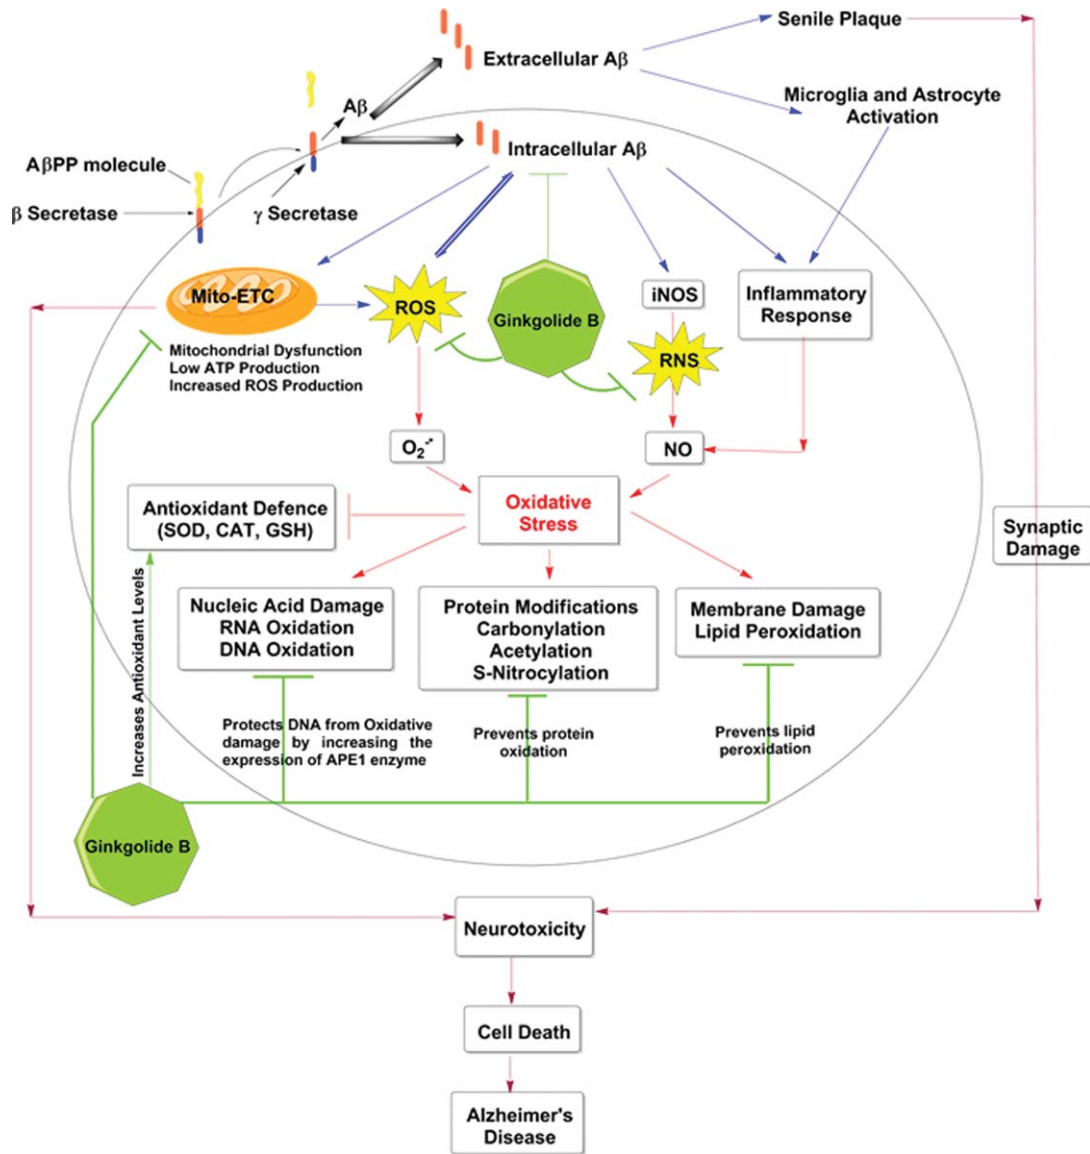 Senile Plaque
Extracellular Aβ
Microglia and Astrocyte
Activation
Aβ
Intracellular Aβ
AβPP molecule
β Secretase
γ Secretase
Mito-ETC
ROS
Ginkgolide B
iNOS
Inflammatory
Response
RNS
Mitochondrial Dysfunction
Low ATP Production
Increased ROS Production
O₂⁻•
NO
Antioxidant Defence
(SOD, CAT, GSH)
Oxidative
Stress
Synaptic
Damage
Increases Antioxidant Levels
Nucleic Acid Damage
RNA Oxidation
DNA Oxidation
Protein Modifications
Carbonylation
Acetylation
S-Nitrocylation
Membrane Damage
Lipid Peroxidation
Protects DNA from Oxidative
damage by increasing the
expression of APE1 enzyme
Prevents protein
oxidation
Prevents lipid
peroxidation
Ginkgolide B
Neurotoxicity
Cell Death
Alzheimer's
Disease